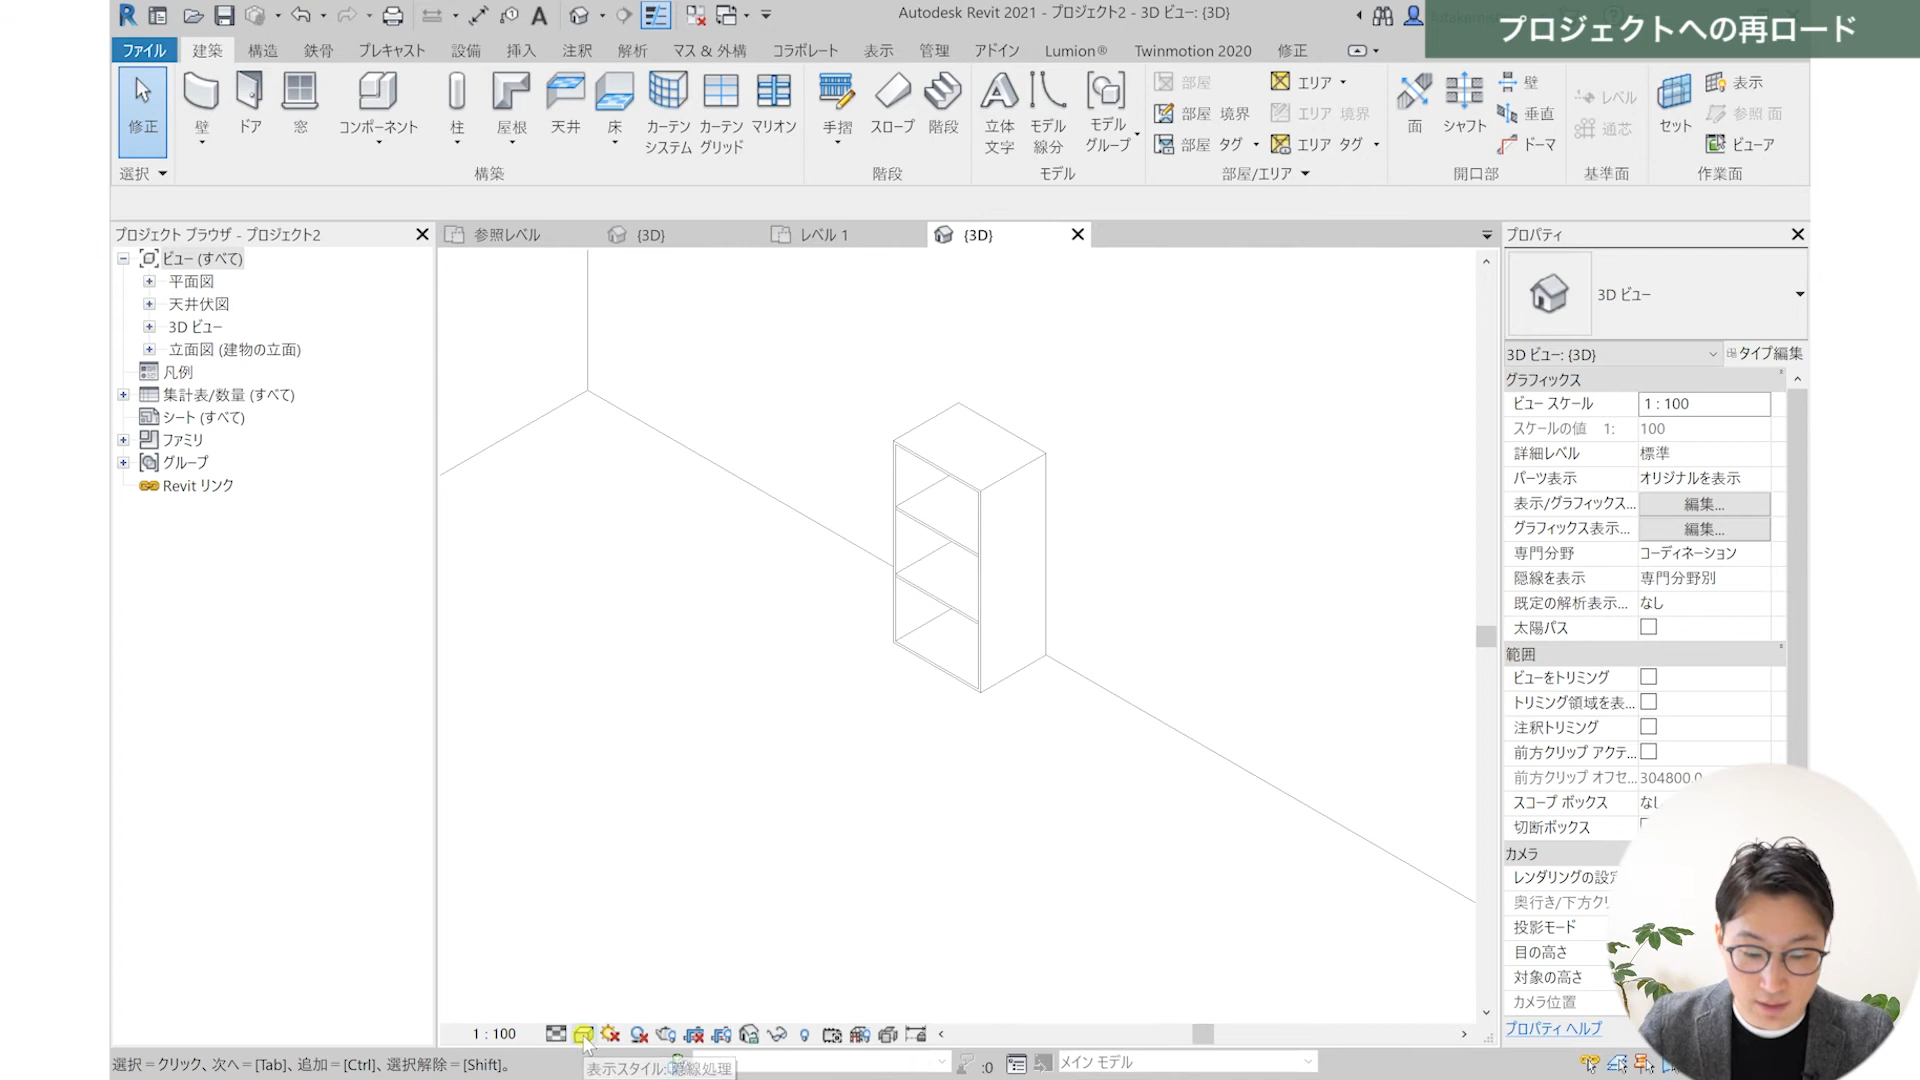 Autodesk Revit 2021 - プロジェクト2 - 3D ビュー: {3D}
プロジェクトへの再ロード
ファイル 建築 構造 鉄骨 プレキャスト 設備 挿入 注釈 解析 マス & 外構 コラボレート 表示 管理 アドイン Lumion® Twinmotion 2020 修正
修正 壁 ドア 窓 コンポーネント 柱 屋根 天井 床 カーテン システム カーテン グリッド マリオン 手摺 スロープ 階段 立体 文字 モデル 線分 モデル グループ
部屋 エリア
部屋 境界 エリア 境界
部屋 タグ エリア タグ
面 シャフト 壁 垂直 ドーマ レベル 通芯 セット 表示 参照 面 ビューア
選択 構築 階段 モデル 部屋/エリア 開口部 基準面 作業面
プロジェクト ブラウザ - プロジェクト2
ビュー (すべて)
平面図
天井伏図
3D ビュー
立面図 (建物の立面)
凡例
集計表/数量 (すべて)
シート (すべて)
ファミリ
グループ
Revit リンク
参照レベル {3D} レベル 1 {3D}
プロパティ
3D ビュー
3D ビュー: {3D} タイプ編集
グラフィックス
ビュー スケール 1 : 100
スケールの値 1: 100
詳細レベル 標準
パーツ表示 オリジナルを表示
表示/グラフィックス... 編集...
グラフィックス表示... 編集...
専門分野 コーディネーション
隠線を表示 専門分野別
既定の解析表示... なし
太陽パス
範囲
ビューをトリミング
トリミング領域を表...
注釈トリミング
前方クリップ アクテ...
前方クリップ オフセ... 304800.0
スコープ ボックス なし
切断ボックス
カメラ
レンダリングの設定
奥行き/下方クリ
投影モード
目の高さ
対象の高さ
カメラ位置
プロパティ ヘルプ
1 : 100
選択 = クリック、次へ = [Tab]、追加 = [Ctrl]、選択解除 = [Shift]。
表示スタイル: 隠線処理
:0
メイン モデル